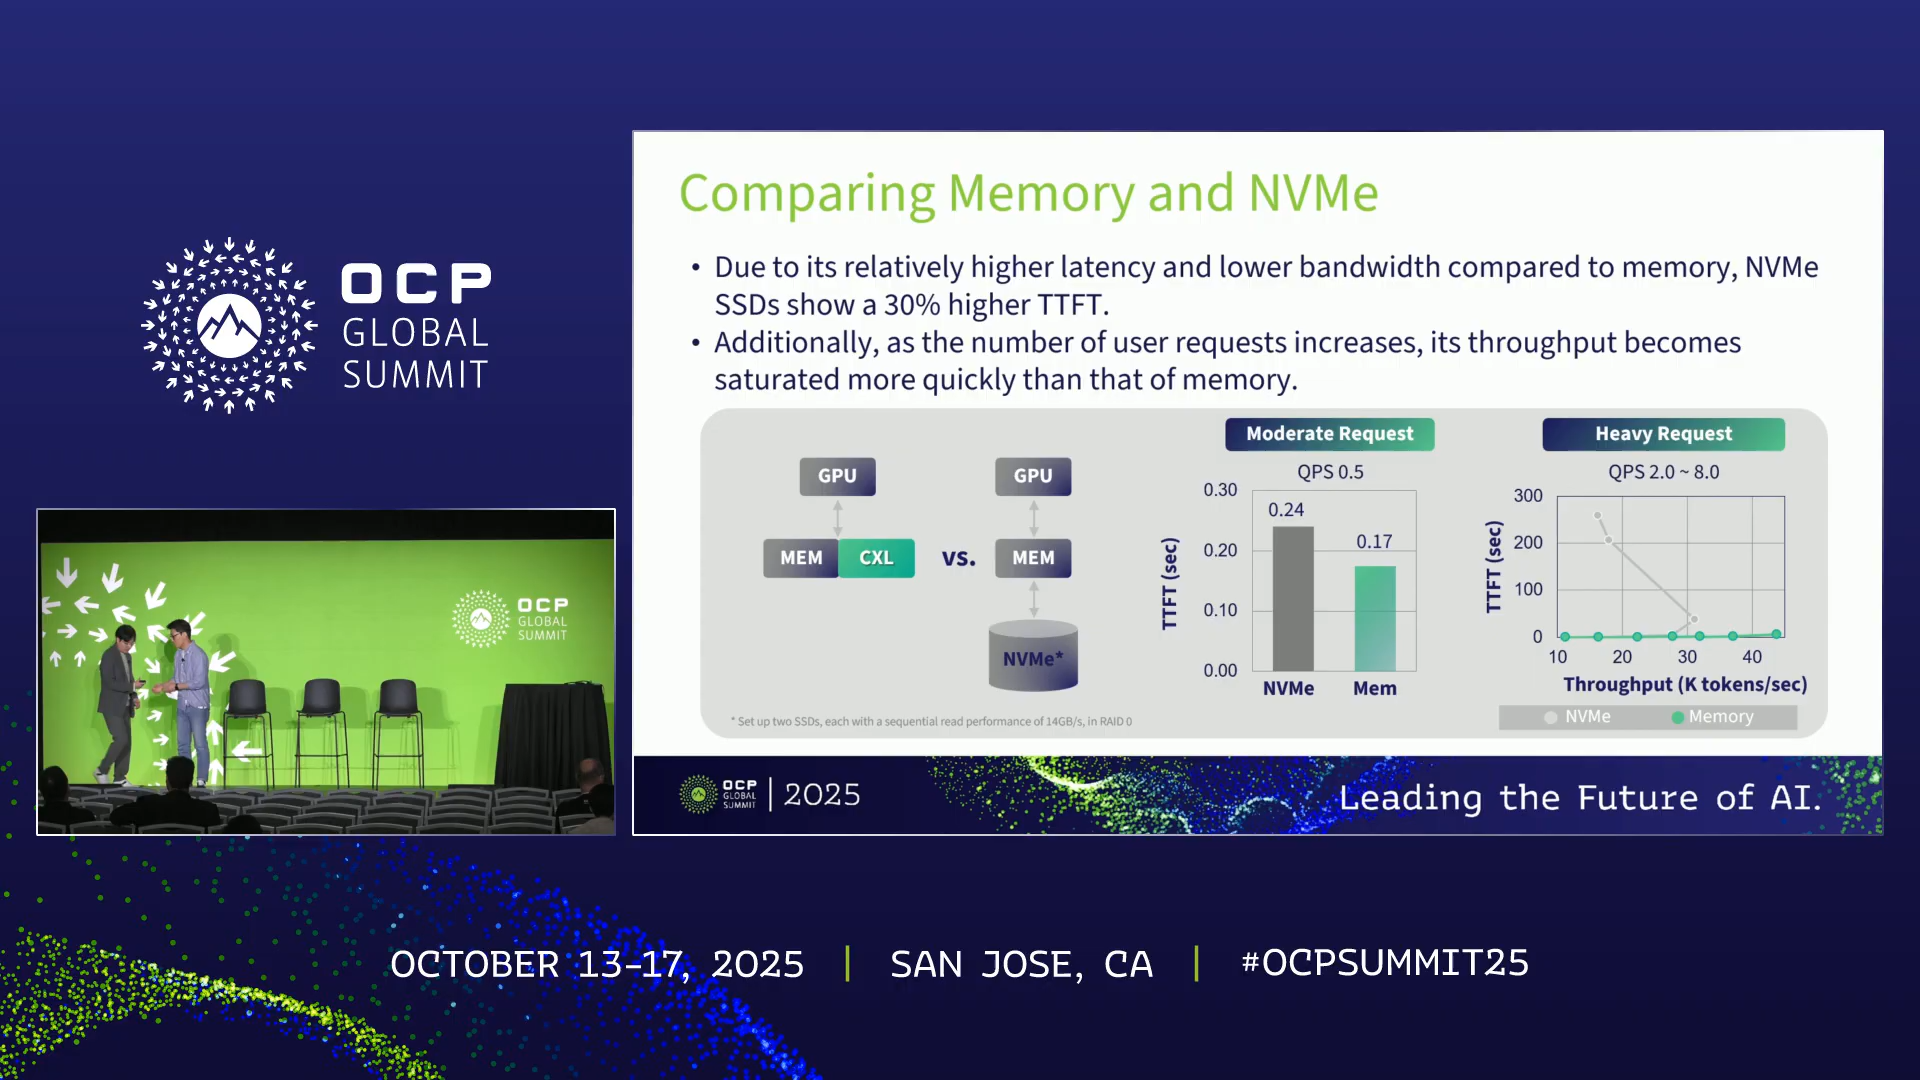 OCP
GLOBAL
SUMMIT
Comparing Memory and NVMe
• Due to its relatively higher latency and lower bandwidth compared to memory, NVMe
SSDs show a 30% higher TTFT.
• Additionally, as the number of user requests increases, its throughput becomes
saturated more quickly than that of memory.
GPU
MEM CXL
vs.
GPU
MEM
NVMe*
* Set up two SSDs, each with a sequential read performance of 14GB/s, in RAID 0
Moderate Request
QPS 0.5
TTFT (sec)
0.30
0.20
0.10
0.00
0.24
0.17
NVMe Mem
Heavy Request
QPS 2.0 ~ 8.0
TTFT (sec)
300
200
100
0
10 20 30 40
Throughput (K tokens/sec)
NVMe Memory
OCP
GLOBAL
SUMMIT
2025
Leading the Future of AI.
OCP
GLOBAL
SUMMIT
OCTOBER 13-17, 2025 | SAN JOSE, CA | #OCPSUMMIT25